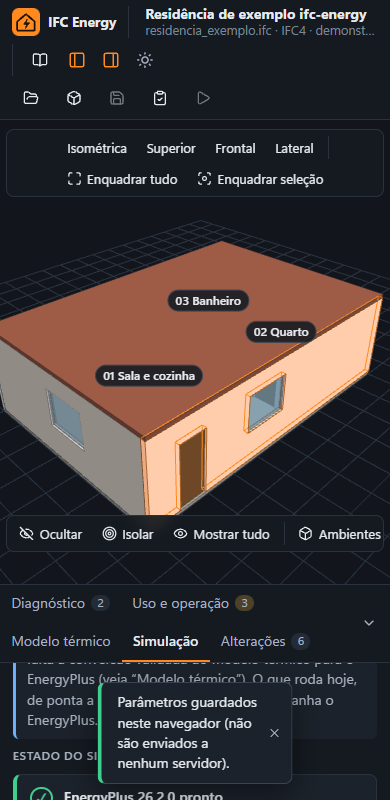 IFC Energy
Residência de exemplo ifc-energy
residencia_exemplo.ifc · IFC4 · demonst...
Isométrica Superior Frontal Lateral
Enquadrar tudo Enquadrar seleção
03 Banheiro
02 Quarto
01 Sala e cozinha
Ocultar Isolar Mostrar tudo Ambientes
Diagnóstico 2 Uso e operação 3
Modelo térmico Simulação Alterações 6
EnergyPlus (veja “Modelo térmico”). O que roda hoje,
de ponta a
EnergyPlus.
Parâmetros guardados
neste navegador (não
são enviados a
nenhum servidor).
ESTADO DO
EnergyPlus 26.2.0 pronto